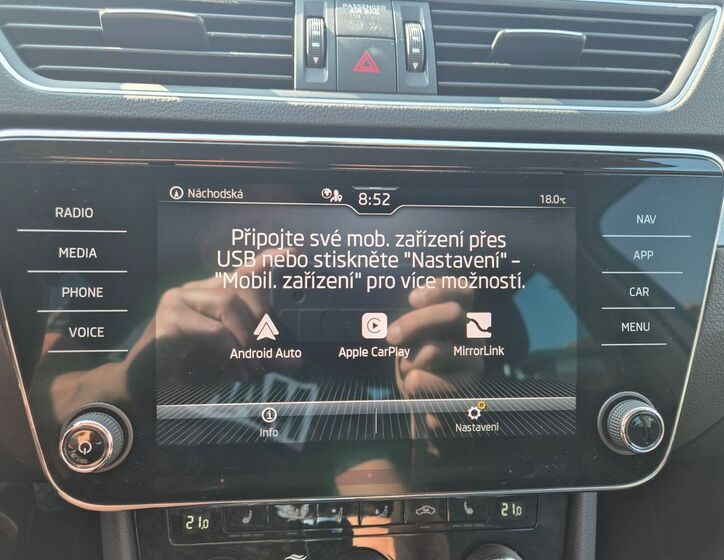 PASSENGER
AIR BAG
RADIO
MEDIA
PHONE
VOICE
Náchodská
8:52
18.0°C
Připojte své mob. zařízení přes
USB nebo stiskněte "Nastavení" –
"Mobil. zařízení" pro více možností.
Android Auto
Apple CarPlay
MirrorLink
Info
Nastavení
NAV
APP
CAR
MENU
21.0
21.0